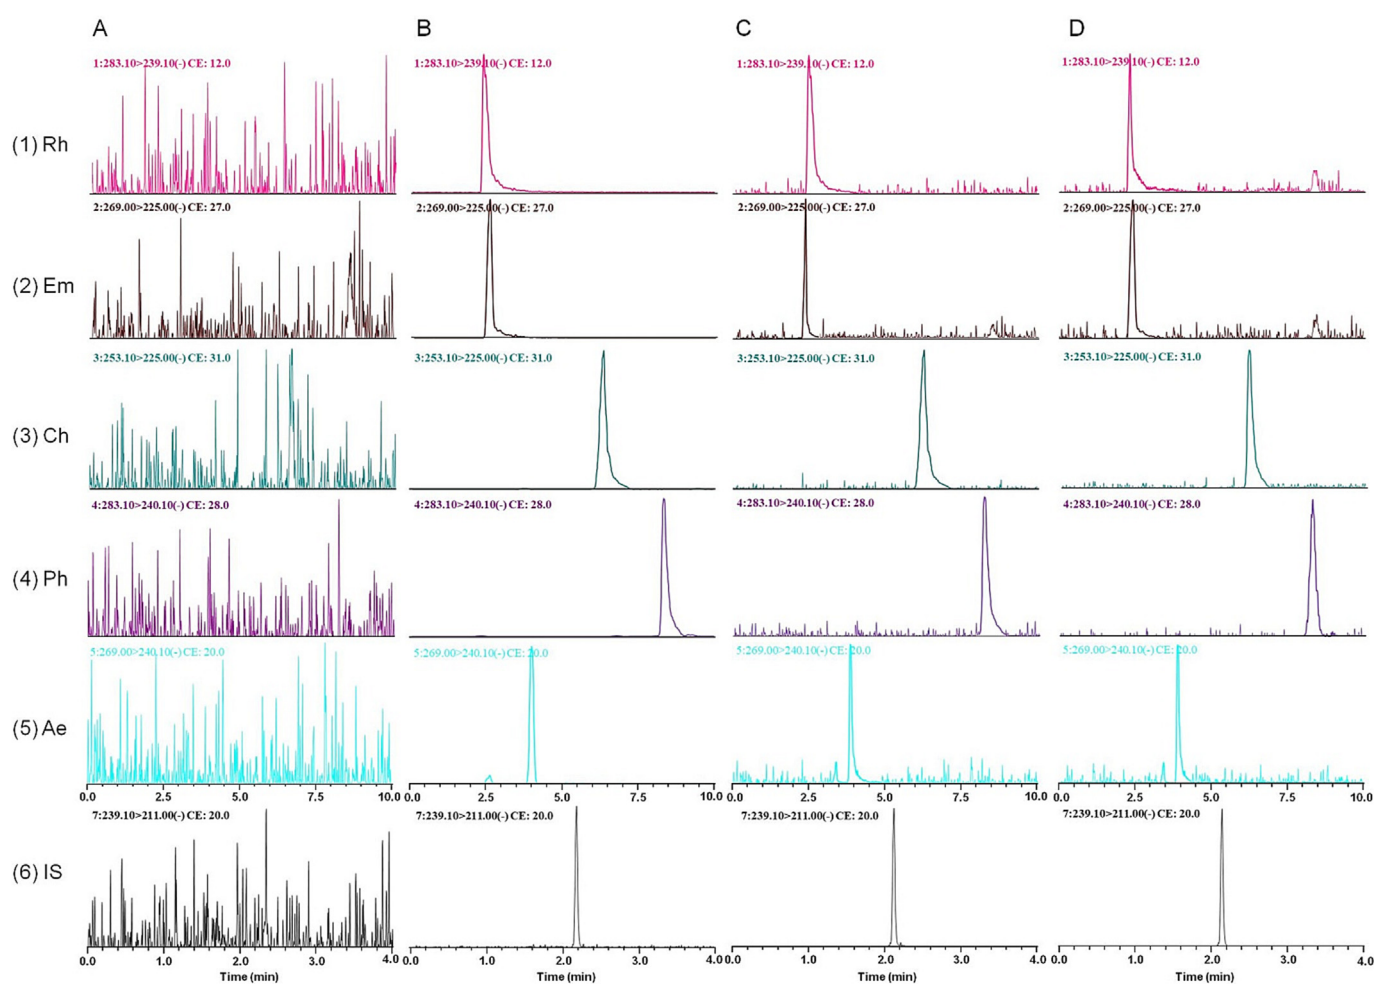 A B C D
(1) Rh
1:283.10>239.10(-) CE: 12.0 1:283.10>239.10(-) CE: 12.0 1:283.10>239.10(-) CE: 12.0 1:283.10>239.10(-) CE: 12.0
(2) Em
2:269.00>225.00(-) CE: 27.0 2:269.00>225.00(-) CE: 27.0 2:269.00>225.00(-) CE: 27.0 2:269.00>225.00(-) CE: 27.0
(3) Ch
3:253.10>225.00(-) CE: 31.0 3:253.10>225.00(-) CE: 31.0 3:253.10>225.00(-) CE: 31.0 3:253.10>225.00(-) CE: 31.0
(4) Ph
4:283.10>240.10(-) CE: 28.0 4:283.10>240.10(-) CE: 28.0 4:283.10>240.10(-) CE: 28.0 4:283.10>240.10(-) CE: 28.0
(5) Ae
5:269.00>240.10(-) CE: 20.0 5:269.00>240.10(-) CE: 20.0 5:269.00>240.10(-) CE: 20.0 5:269.00>240.10(-) CE: 20.0
0.0 2.5 5.0 7.5 10.0 0.0 2.5 5.0 7.5 10.0 0.0 2.5 5.0 7.5 10.0 0.0 2.5 5.0 7.5 10.0
(6) IS
7:239.10>211.00(-) CE: 20.0 7:239.10>211.00(-) CE: 20.0 7:239.10>211.00(-) CE: 20.0 7:239.10>211.00(-) CE: 20.0
0.0 1.0 2.0 3.0 4.0 0.0 1.0 2.0 3.0 4.0 0.0 1.0 2.0 3.0 4.0 0.0 1.0 2.0 3.0 4.0
Time (min) Time (min) Time (min) Time (min)